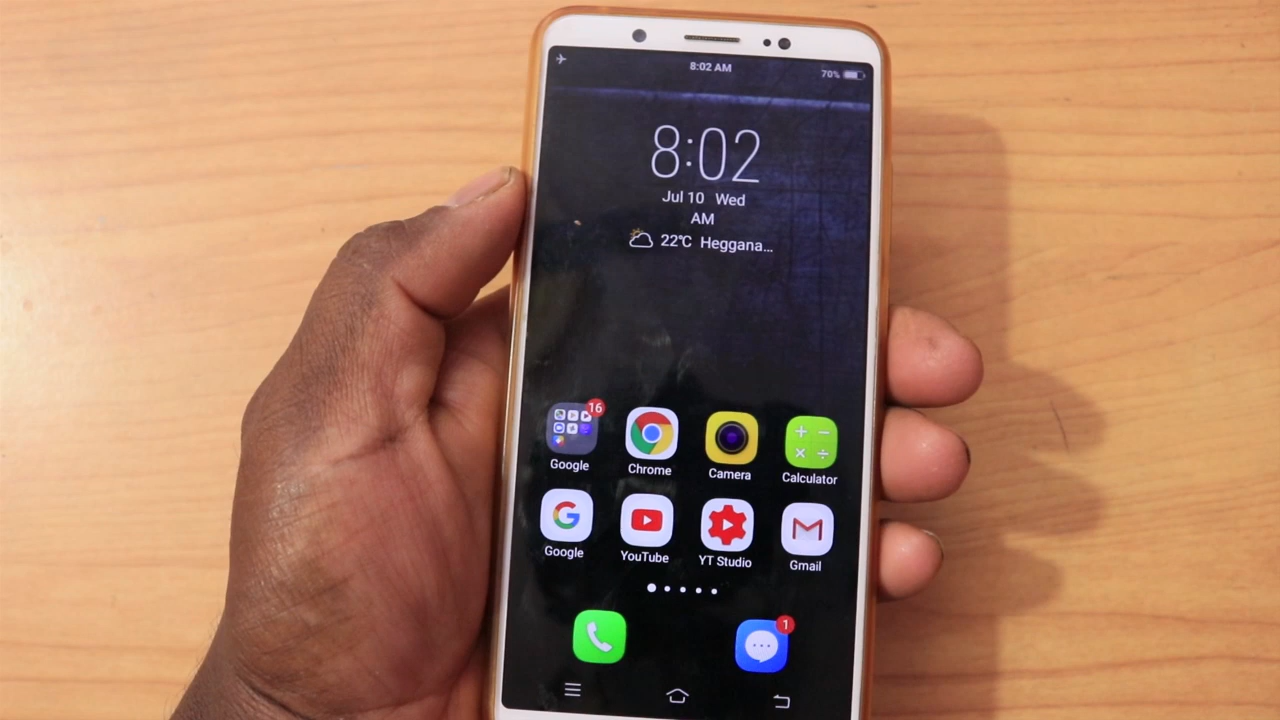 8:02 AM
70%
8:02
Jul 10 Wed
AM
22℃ Heggana...
16
Google Chrome Camera Calculator
Google YouTube YT Studio Gmail
1